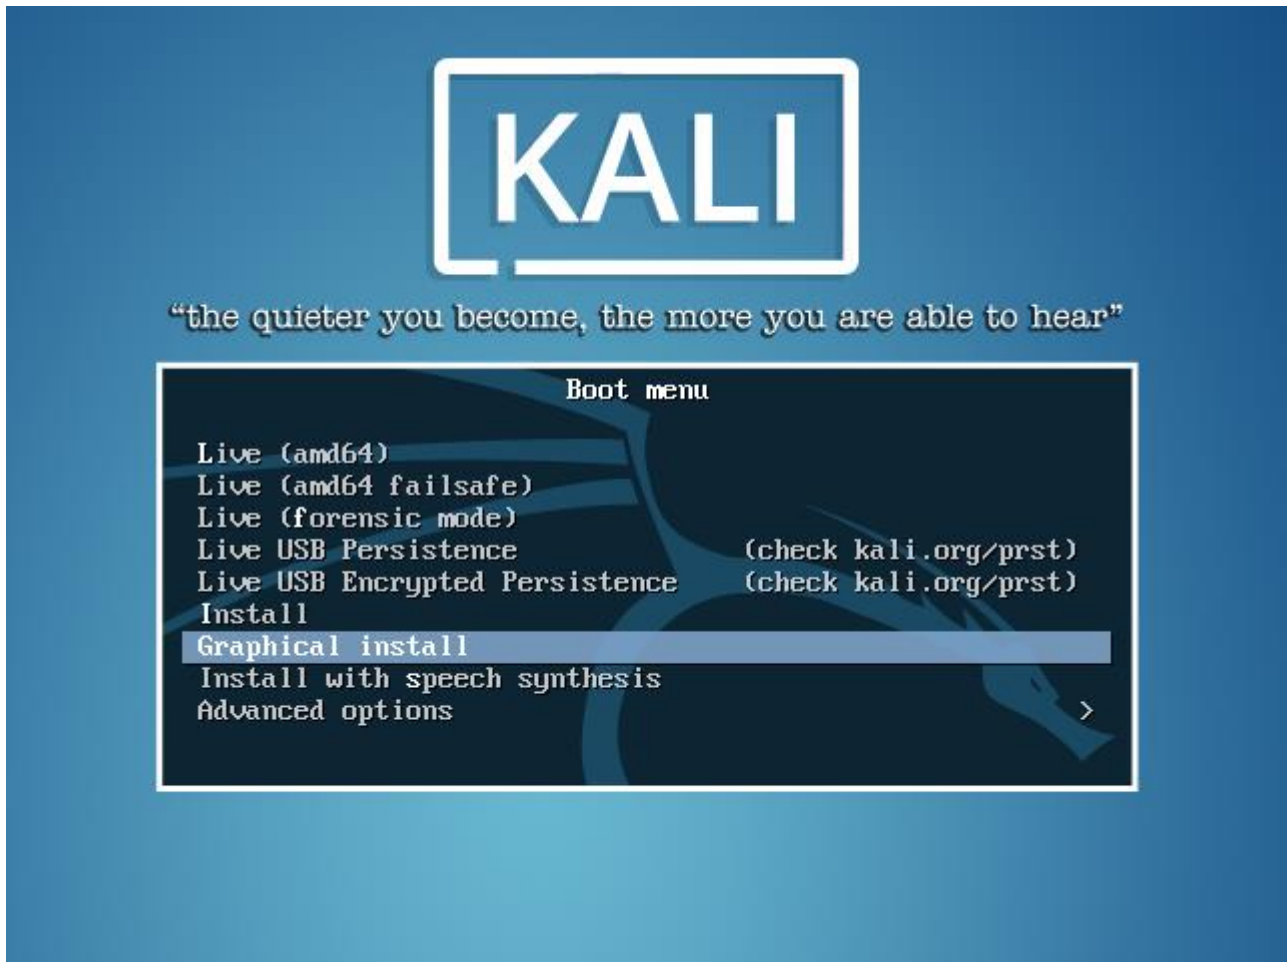 KALI
“the quieter you become, the more you are able to hear”
Boot menu
Live (amd64)
Live (amd64 failsafe)
Live (forensic mode)
Live USB Persistence (check kali.org/prst)
Live USB Encrypted Persistence (check kali.org/prst)
Install
Graphical install
Install with speech synthesis
Advanced options >